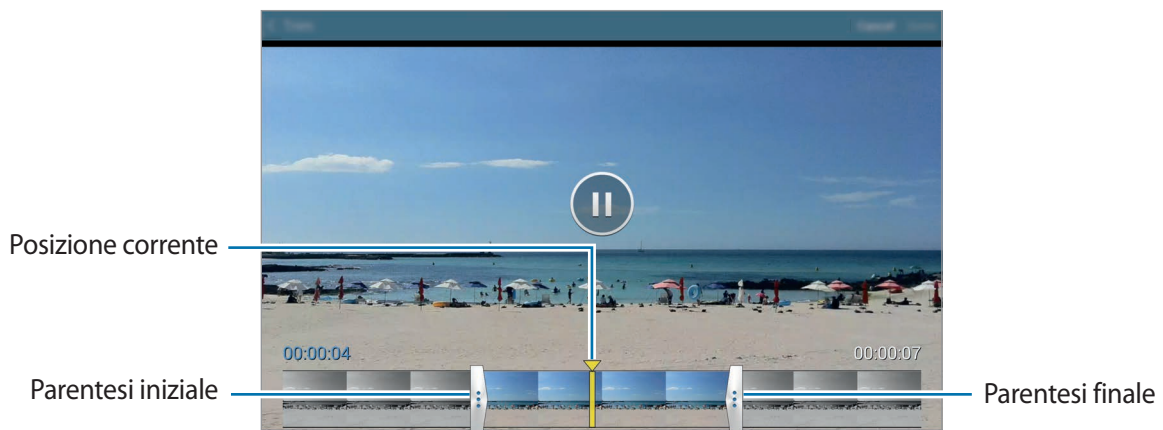 Posizione corrente
00:00:04
00:00:07
Parentesi iniziale
Parentesi finale